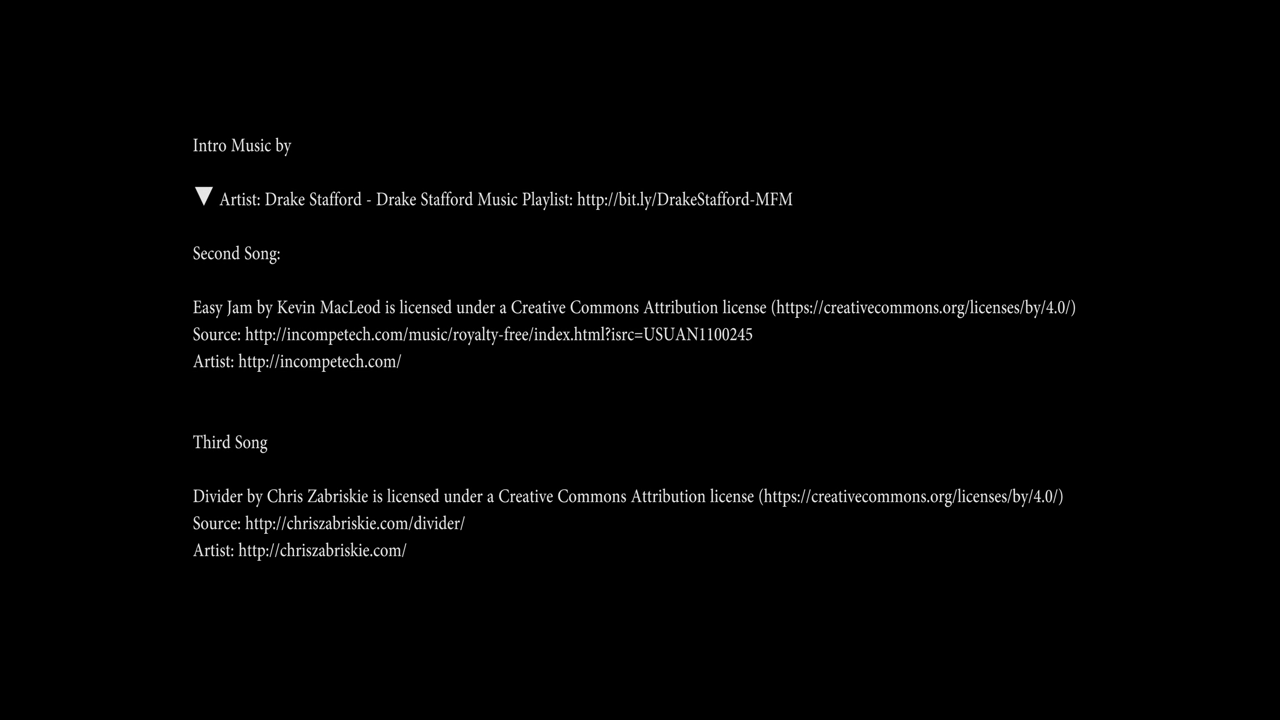 Intro Music by
▼ Artist: Drake Stafford - Drake Stafford Music Playlist: http://bit.ly/DrakeStafford-MFM
Second Song:
Easy Jam by Kevin MacLeod is licensed under a Creative Commons Attribution license (https://creativecommons.org/licenses/by/4.0/)
Source: http://incompetech.com/music/royalty-free/index.html?isrc=USUAN1100245
Artist: http://incompetech.com/
Third Song
Divider by Chris Zabriskie is licensed under a Creative Commons Attribution license (https://creativecommons.org/licenses/by/4.0/)
Source: http://chriszabriskie.com/divider/
Artist: http://chriszabriskie.com/